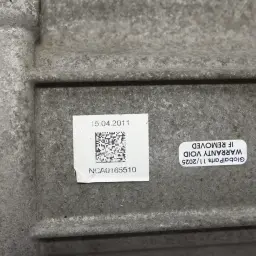 15.04.2011
NCA0165510
GlobalParts 11/2025
WARRANTY VOID
IF REMOVED